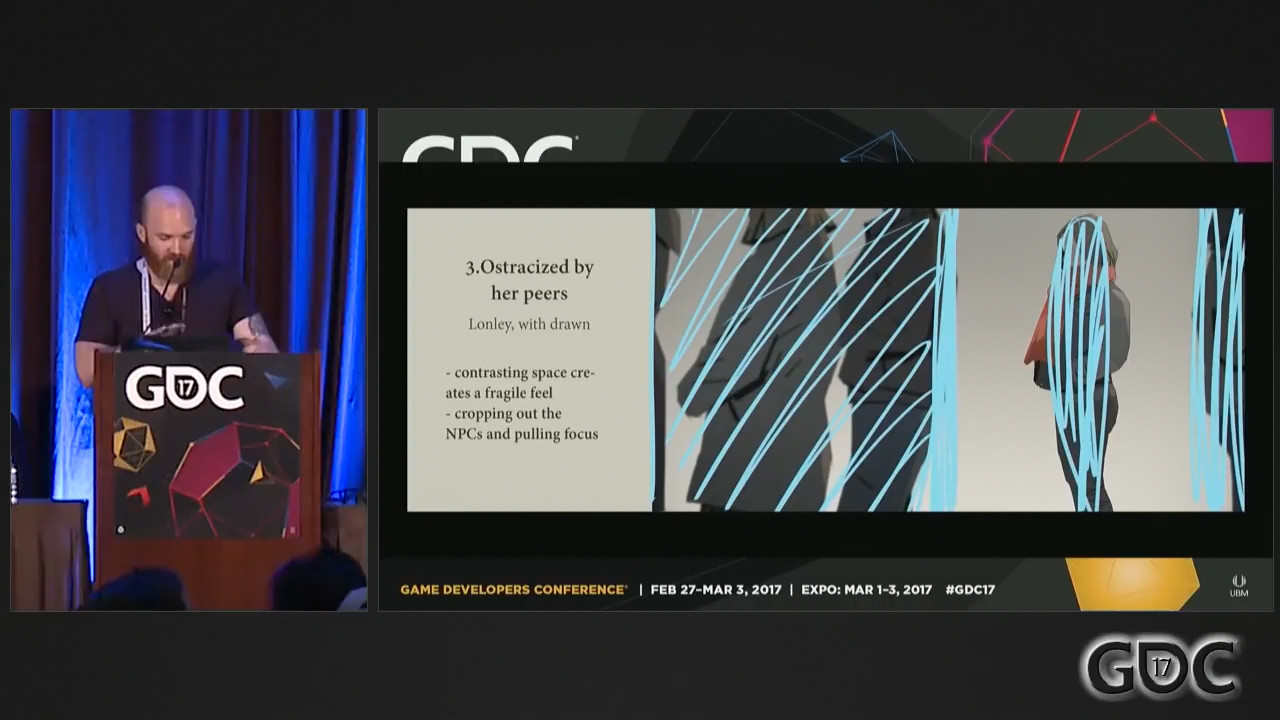 GDC
3.Ostracized by
her peers
Lonley, with drawn
- contrasting space cre-
ates a fragile feel
- cropping out the
NPCs and pulling focus
GDC
17
GAME DEVELOPERS CONFERENCE | FEB 27–MAR 3, 2017 | EXPO: MAR 1–3, 2017 #GDC17
UBM
GDC
17